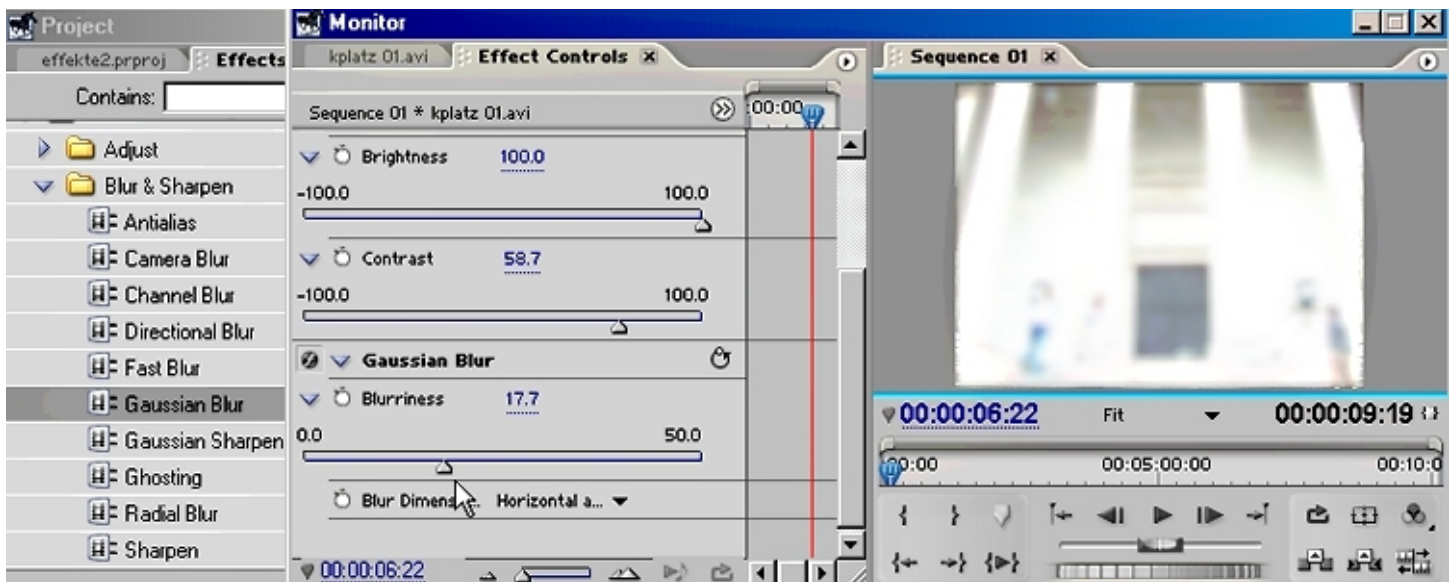 Project
Monitor
effekte2.prproj
Effects
kplatz 01.avi
Effect Controls
Sequence 01
Contains:
Sequence 01 * kplatz 01.avi
:00:00
Adjust
Blur & Sharpen
Antialias
Camera Blur
Channel Blur
Directional Blur
Fast Blur
Gaussian Blur
Gaussian Sharpen
Ghosting
Radial Blur
Sharpen
Brightness 100.0
-100.0 100.0
Contrast 58.7
-100.0 100.0
Gaussian Blur
Blurriness 17.7
0.0 50.0
Blur Dimens... Horizontal a...
00:00:06:22
00:00:06:22 Fit 00:00:09:19
00:00 00:05:00:00 00:10:0